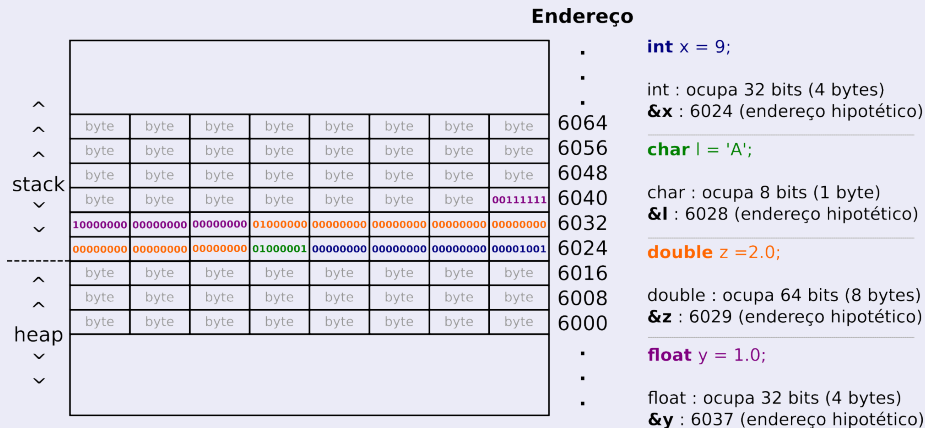 Endereço
int x = 9;
int : ocupa 32 bits (4 bytes)
&x : 6024 (endereço hipotético)
char l = 'A';
char : ocupa 8 bits (1 byte)
&l : 6028 (endereço hipotético)
double z =2.0;
double : ocupa 64 bits (8 bytes)
&z : 6029 (endereço hipotético)
float y = 1.0;
float : ocupa 32 bits (4 bytes)
&y : 6037 (endereço hipotético)
stack
heap
byte byte byte byte byte byte byte byte 6064
byte byte byte byte byte byte byte byte 6056
byte byte byte byte byte byte byte byte 6048
byte byte byte byte byte byte byte 00111111 6040
10000000 00000000 00000000 01000000 00000000 00000000 00000000 00000000 6032
00000000 00000000 00000000 01000001 00000000 00000000 00000000 00001001 6024
byte byte byte byte byte byte byte byte 6016
byte byte byte byte byte byte byte byte 6008
byte byte byte byte byte byte byte byte 6000